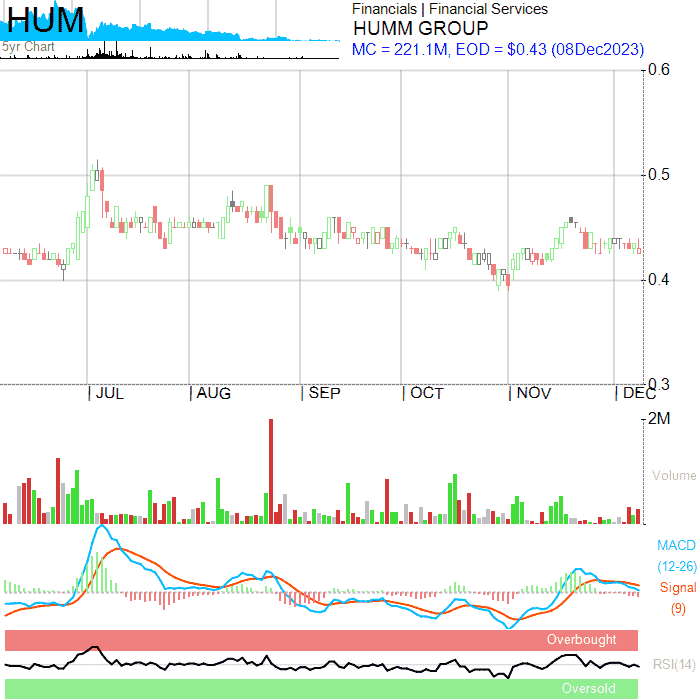 HUM
5yr Chart
Financials | Financial Services
HUMM GROUP
MC = 221.1M, EOD = $0.43 (08Dec2023)
0.6
0.5
0.4
0.3
JUL
AUG
SEP
OCT
NOV
DEC
2M
Volume
MACD
(12-26)
Signal
(9)
Overbought
RSI(14)
Oversold